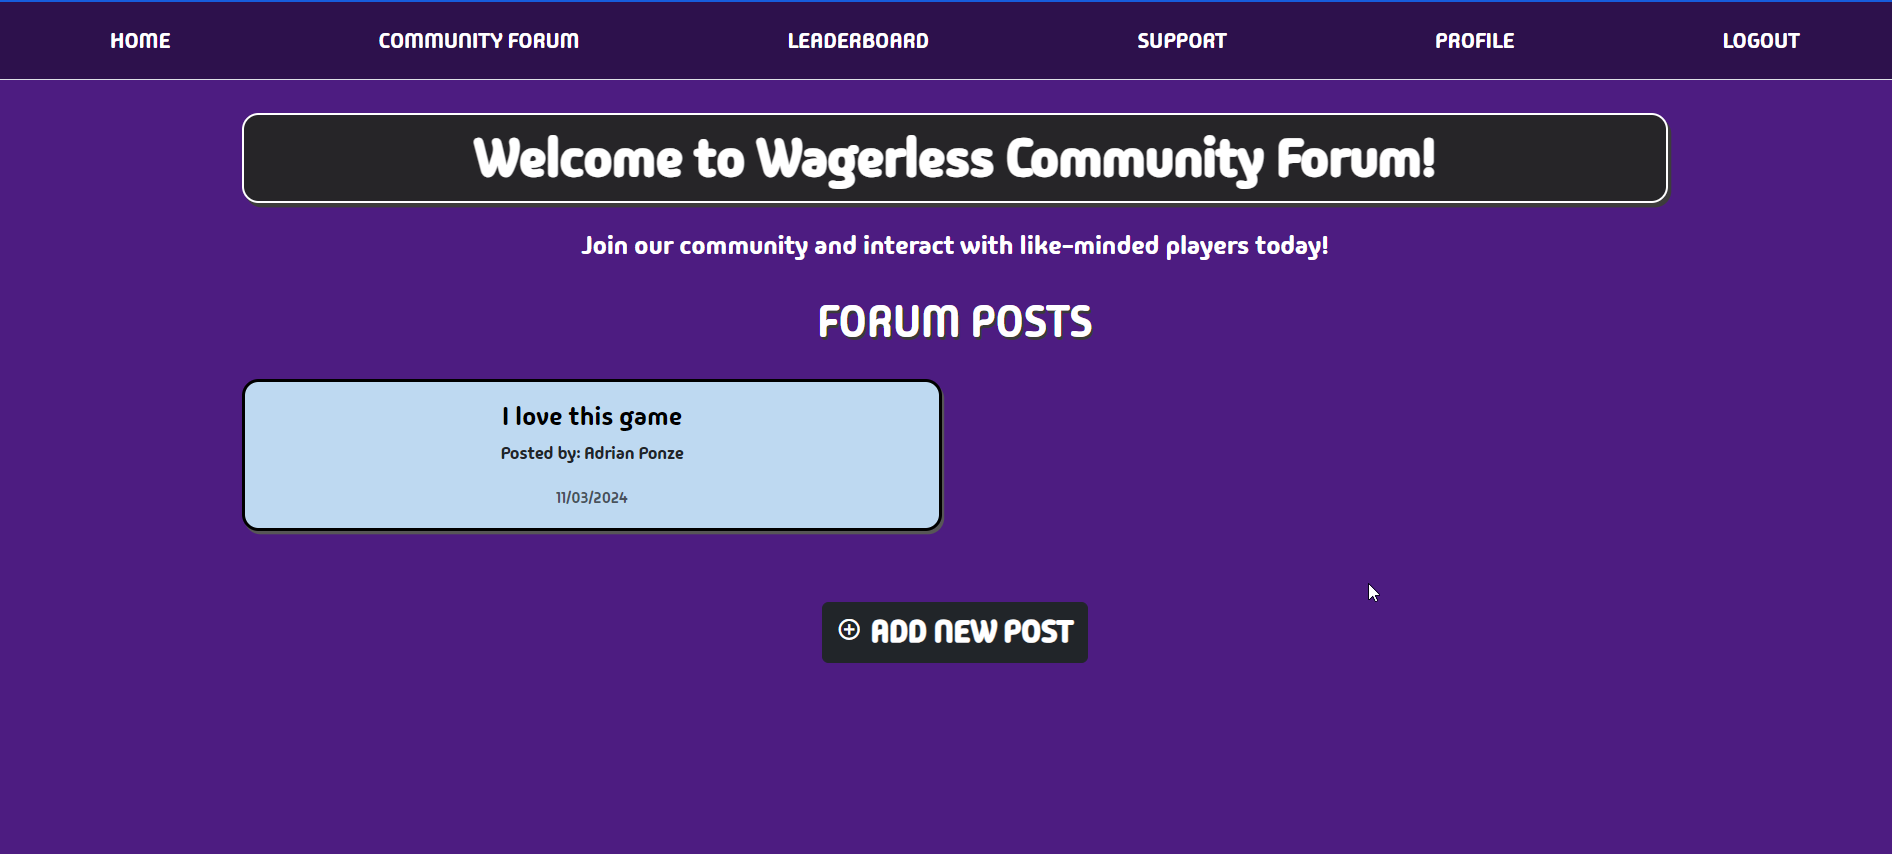 HOME COMMUNITY FORUM LEADERBOARD SUPPORT PROFILE LOGOUT
Welcome to Wagerless Community Forum!
Join our community and interact with like-minded players today!
FORUM POSTS
I love this game
Posted by: Adrian Ponze
11/03/2024
ADD NEW POST